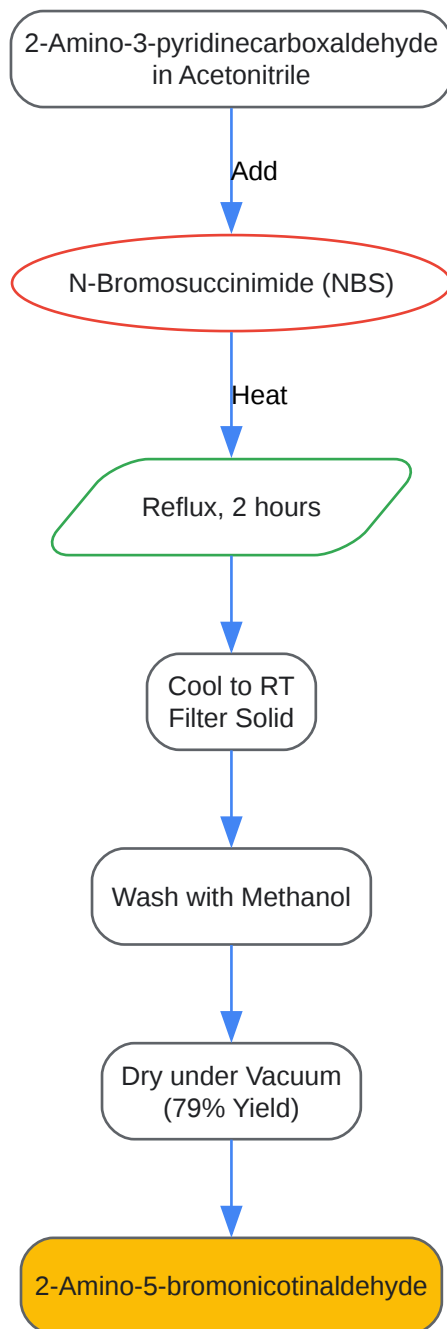 2-Amino-3-pyridinecarboxaldehyde
in Acetonitrile
Add
N-Bromosuccinimide (NBS)
Heat
Reflux, 2 hours
Cool to RT
Filter Solid
Wash with Methanol
Dry under Vacuum
(79% Yield)
2-Amino-5-bromonicotinaldehyde